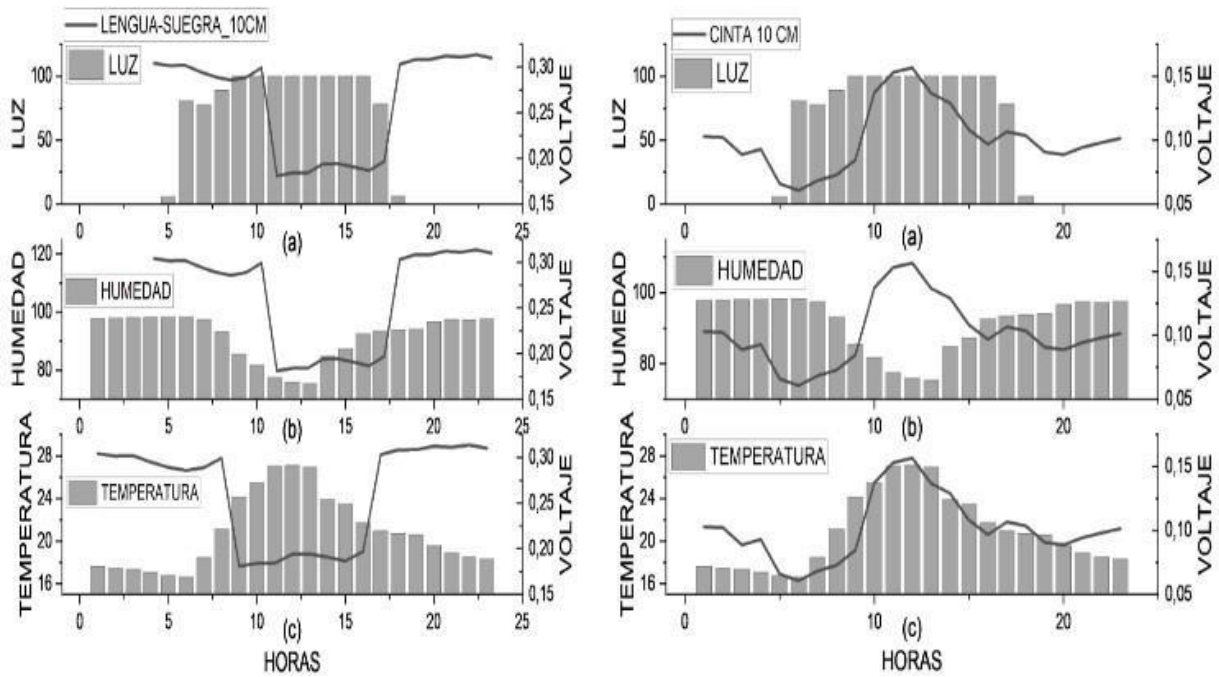 LENGUA-SUEGRA_10CM
LUZ
LUZ
100
50
0
0,30
0,25
0,20
0,15
VOLTAJE
0 5 10 15 20 25
(a)
HUMEDAD
HUMEDAD
120
100
80
0,30
0,25
0,20
0,15
VOLTAJE
0 5 10 15 20 25
(b)
TEMPERATURA
TEMPERATURA
28
24
20
16
0,30
0,25
0,20
0,15
VOLTAJE
0 5 10 15 20 25
(c)
HORAS
CINTA 10 CM
LUZ
LUZ
100
50
0
0,15
0,10
0,05
VOLTAJE
0 10 20
(a)
HUMEDAD
HUMEDAD
100
80
0,15
0,10
0,05
VOLTAJE
0 10 20
(b)
TEMPERATURA
TEMPERATURA
28
24
20
16
0,15
0,10
0,05
VOLTAJE
0 10 20
(c)
HORAS